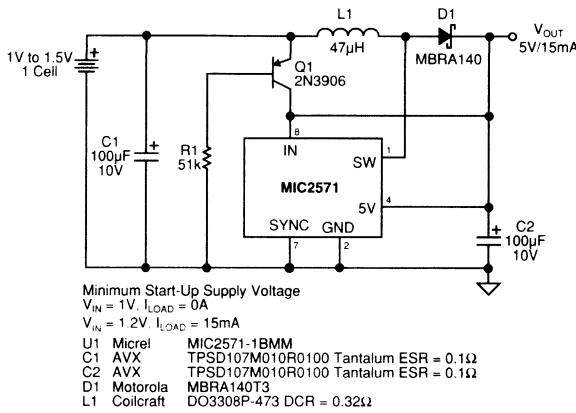 L1
47µH
D1
MBRA140
VOUT
5V/15mA
1V to 1.5V
1 Cell
+
Q1
2N3906
C1
100µF
10V
+
R1
51k
8
IN
SW
1
MIC2571
5V
4
SYNC
GND
7
2
C2
100µF
10V
+
Minimum Start-Up Supply Voltage
VIN = 1V. ILOAD = 0A
VIN = 1.2V. ILOAD = 15mA
U1 Micrel MIC2571-1BMM
C1 AVX TPSD107M010R0100 Tantalum ESR = 0.1Ω
C2 AVX TPSD107M010R0100 Tantalum ESR = 0.1Ω
D1 Motorola MBRA140T3
L1 Coilcraft DO3308P-473 DCR = 0.32Ω